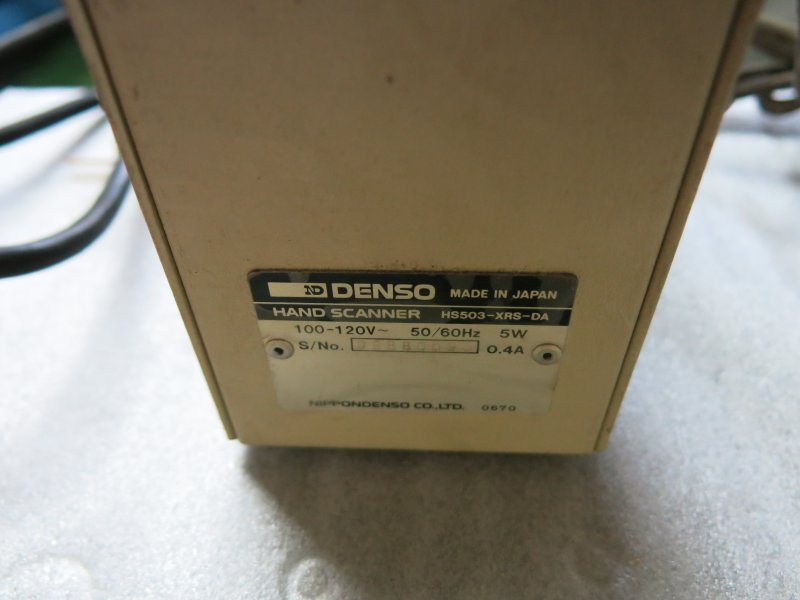 ND DENSO MADE IN JAPAN
HAND SCANNER HS503-XRS-DA
100-120V~ 50/60Hz 5W
S/No. 0.4A
NIPPONDENSO CO.,LTD. 0670